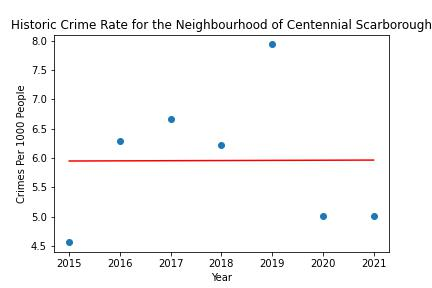 Historic Crime Rate for the Neighbourhood of Centennial Scarborough
8.0
7.5
7.0
6.5
6.0
5.5
5.0
4.5
Crimes Per 1000 People
2015 2016 2017 2018 2019 2020 2021
Year